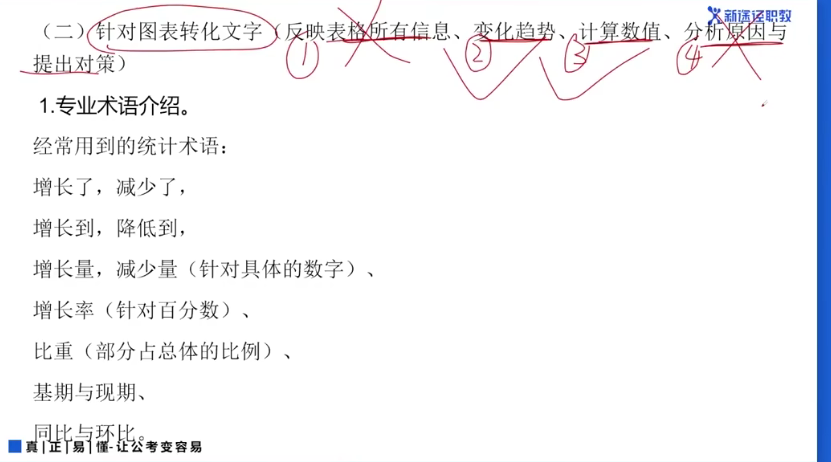 新课经职教
（二）针对图表转化文字（反映表格所有信息、变化趋势、计算数值、分析原因与
提出对策）
① ② ③ ④
1.专业术语介绍。
经常用到的统计术语：
增长了，减少了，
增长到，降低到，
增长量，减少量（针对具体的数字）、
增长率（针对百分数）、
比重（部分占总体的比例）、
基期与现期、
同比与环比。
真|正|易|懂-让公考变容易